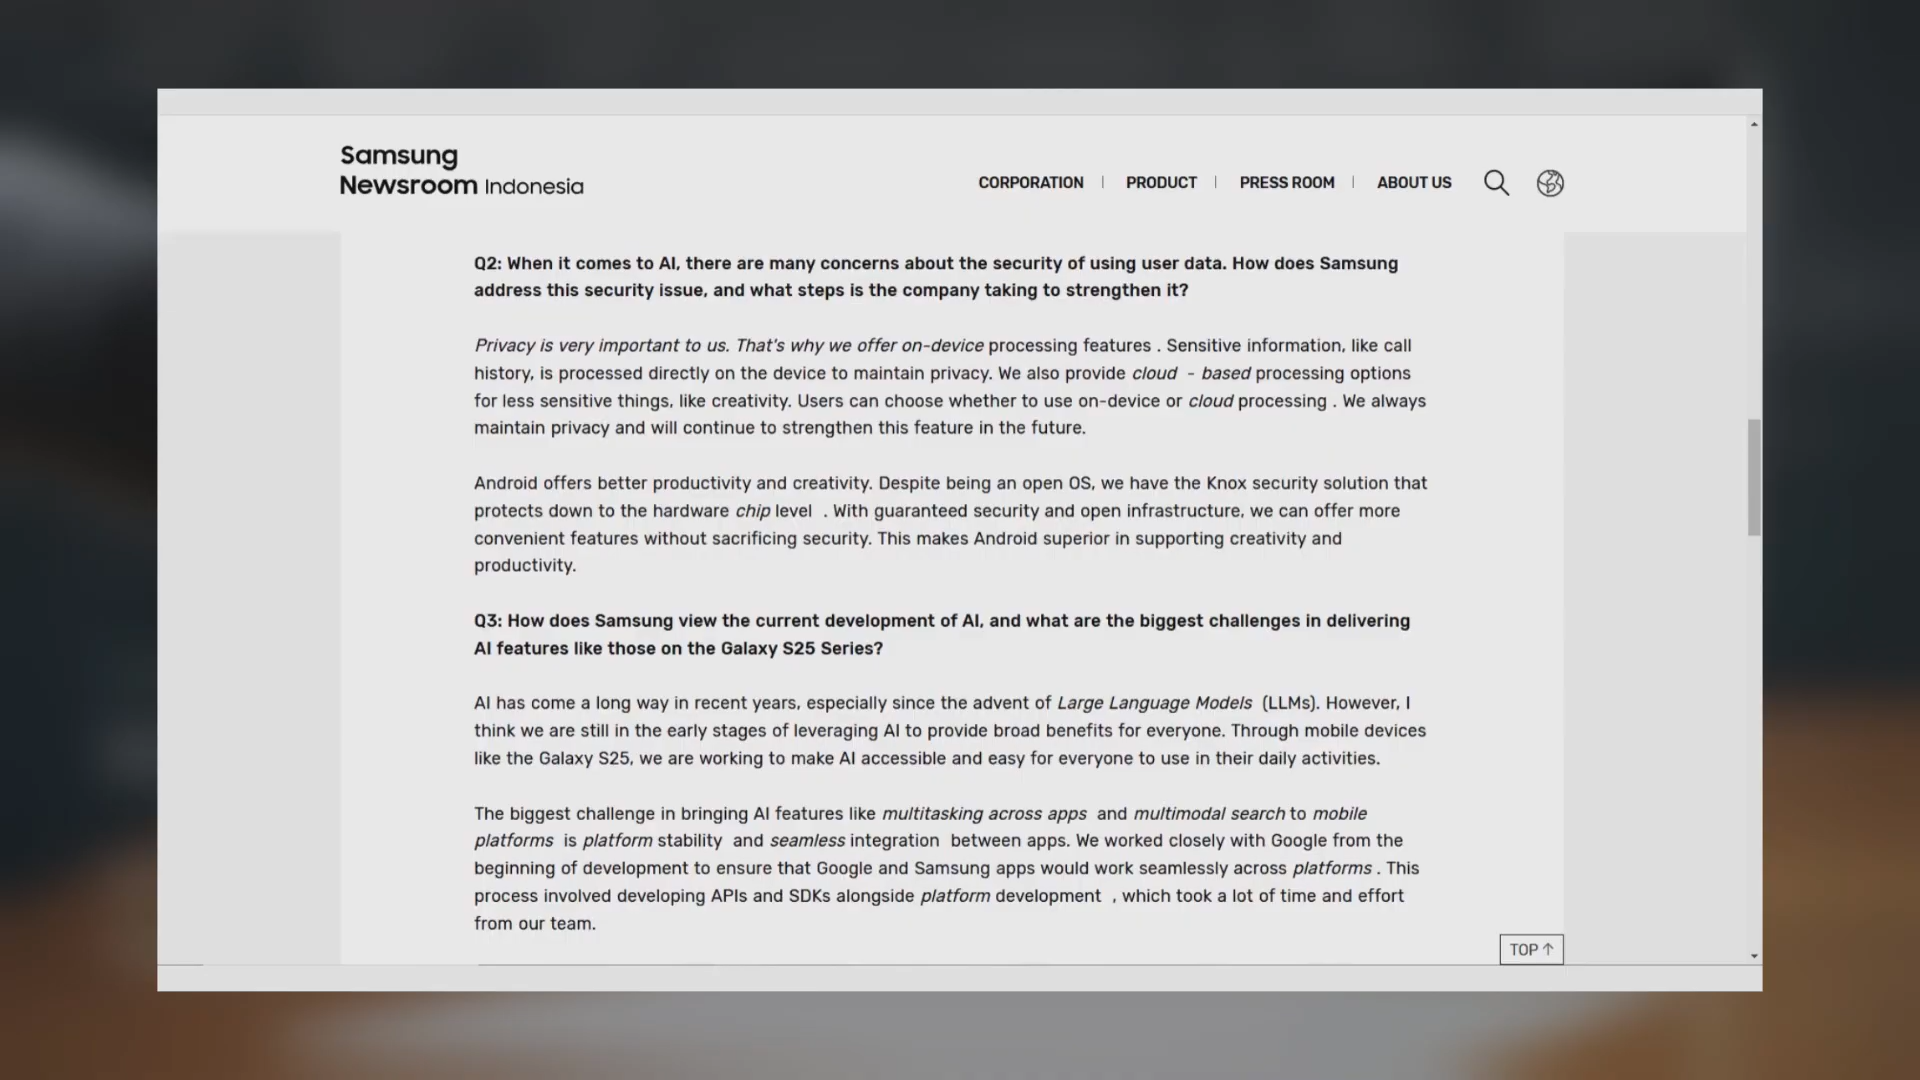 Samsung
Newsroom Indonesia
CORPORATION
PRODUCT
PRESS ROOM
ABOUT US
Q2: When it comes to AI, there are many concerns about the security of using user data. How does Samsung
address this security issue, and what steps is the company taking to strengthen it?
Privacy is very important to us. That's why we offer on-device processing features . Sensitive information, like call
history, is processed directly on the device to maintain privacy. We also provide cloud - based processing options
for less sensitive things, like creativity. Users can choose whether to use on-device or cloud processing . We always
maintain privacy and will continue to strengthen this feature in the future.
Android offers better productivity and creativity. Despite being an open OS, we have the Knox security solution that
protects down to the hardware chip level . With guaranteed security and open infrastructure, we can offer more
convenient features without sacrificing security. This makes Android superior in supporting creativity and
productivity.
Q3: How does Samsung view the current development of AI, and what are the biggest challenges in delivering
AI features like those on the Galaxy S25 Series?
AI has come a long way in recent years, especially since the advent of Large Language Models (LLMs). However, I
think we are still in the early stages of leveraging AI to provide broad benefits for everyone. Through mobile devices
like the Galaxy S25, we are working to make AI accessible and easy for everyone to use in their daily activities.
The biggest challenge in bringing AI features like multitasking across apps and multimodal search to mobile
platforms is platform stability and seamless integration between apps. We worked closely with Google from the
beginning of development to ensure that Google and Samsung apps would work seamlessly across platforms . This
process involved developing APIs and SDKs alongside platform development , which took a lot of time and effort
from our team.
TOP ↑